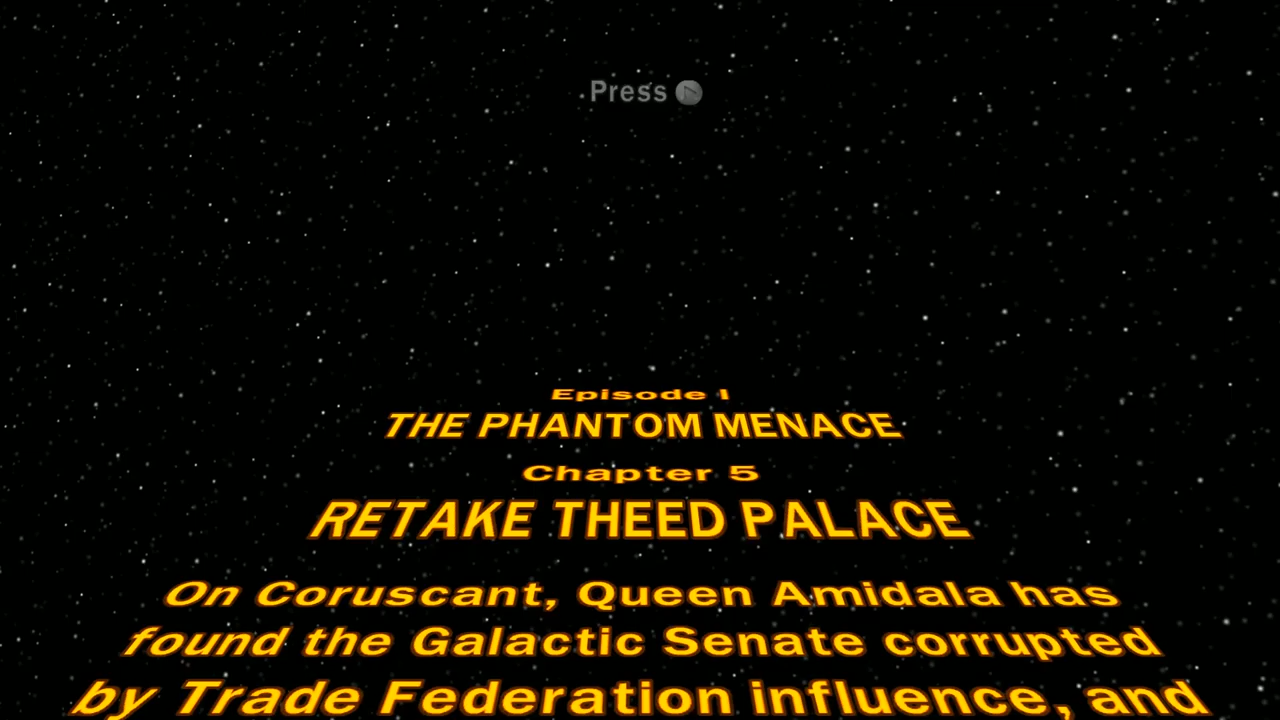 Press
Episode I
THE PHANTOM MENACE
Chapter 5
RETAKE THEED PALACE
On Coruscant, Queen Amidala has
found the Galactic Senate corrupted
by Trade Federation influence, and